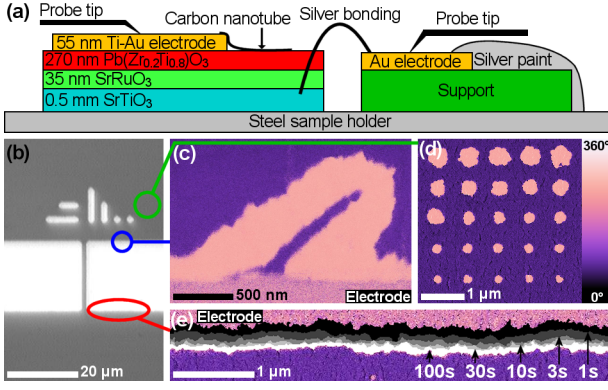 (a)
Probe tip
Carbon nanotube
Silver bonding
Probe tip
55 nm Ti-Au electrode
270 nm Pb(Zr₀.₂Ti₀.₈)O₃
35 nm SrRuO₃
0.5 mm SrTiO₃
Au electrode
Silver paint
Support
Steel sample holder
(b)
20 µm
(c)
500 nm
Electrode
(d)
1 µm
360º
0º
(e)
Electrode
1 µm
100s 30s 10s 3s 1s